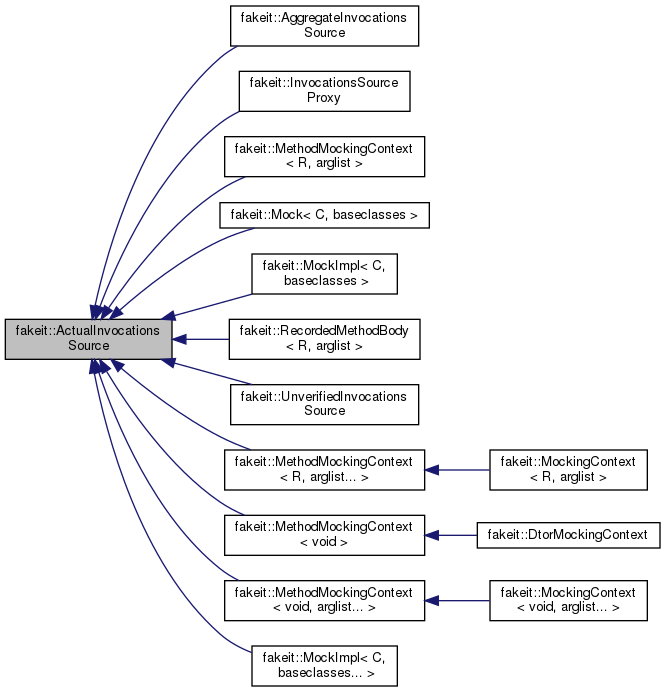 fakeit::AggregateInvocations
Source
fakeit::InvocationsSource
Proxy
fakeit::MethodMockingContext
< R, arglist >
fakeit::Mock< C, baseclasses >
fakeit::MockImpl< C,
baseclasses >
fakeit::ActualInvocations
Source
fakeit::RecordedMethodBody
< R, arglist >
fakeit::UnverifiedInvocations
Source
fakeit::MethodMockingContext
< R, arglist... >
fakeit::MockingContext
< R, arglist >
fakeit::MethodMockingContext
< void >
fakeit::DtorMockingContext
fakeit::MethodMockingContext
< void, arglist... >
fakeit::MockingContext
< void, arglist... >
fakeit::MockImpl< C,
baseclasses... >